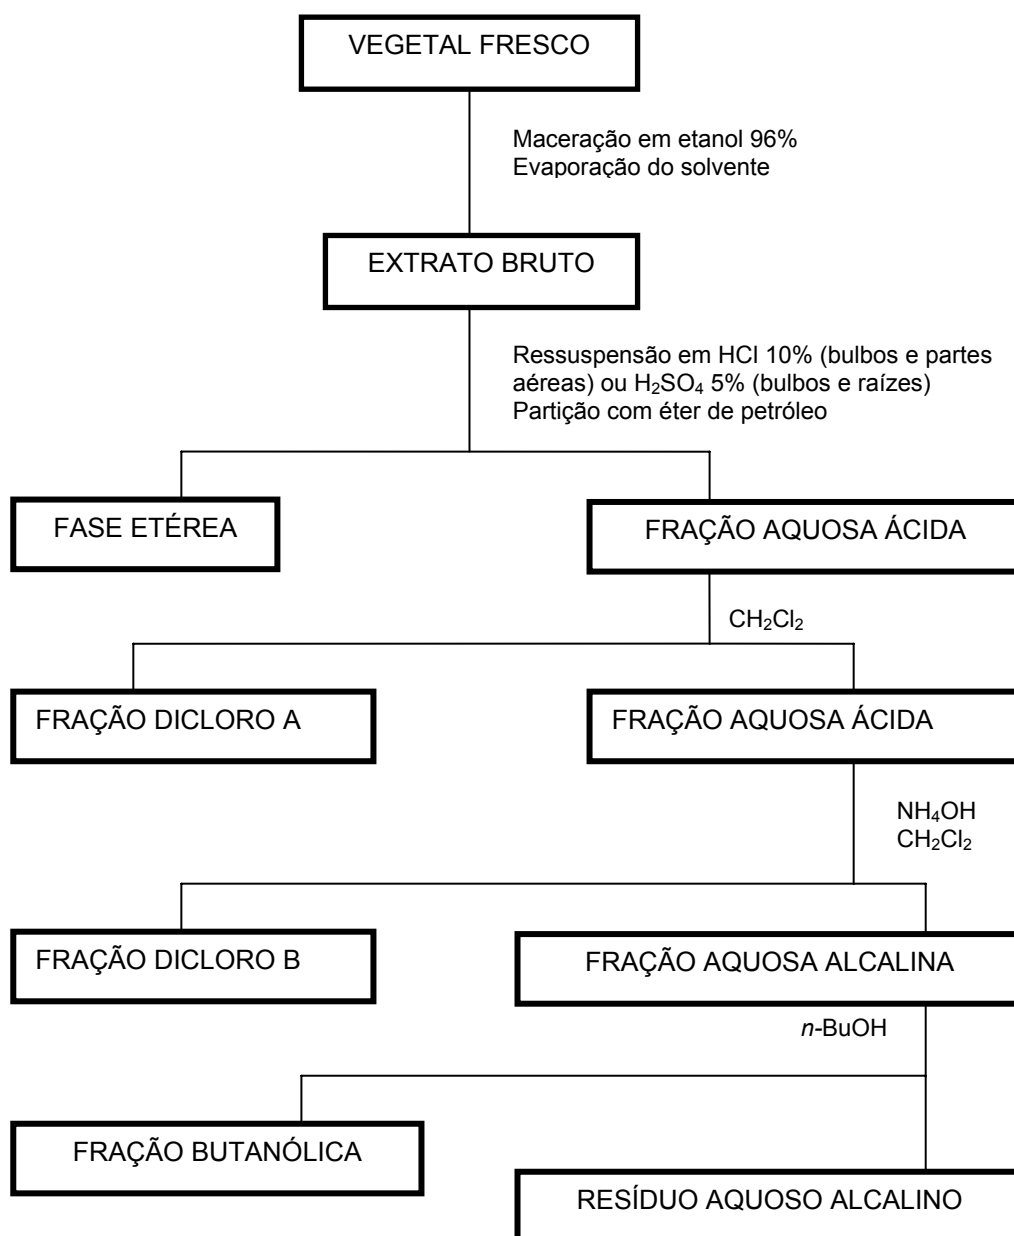 VEGETAL FRESCO
Maceração em etanol 96%
Evaporação do solvente
EXTRATO BRUTO
Ressuspensão em HCl 10% (bulbos e partes
aéreas) ou H₂SO₄ 5% (bulbos e raízes)
Partição com éter de petróleo
FASE ETÉREA
FRAÇÃO AQUOSA ÁCIDA
CH₂Cl₂
FRAÇÃO DICLORO A
FRAÇÃO AQUOSA ÁCIDA
NH₄OH
CH₂Cl₂
FRAÇÃO DICLORO B
FRAÇÃO AQUOSA ALCALINA
n-BuOH
FRAÇÃO BUTANÓLICA
RESÍDUO AQUOSO ALCALINO